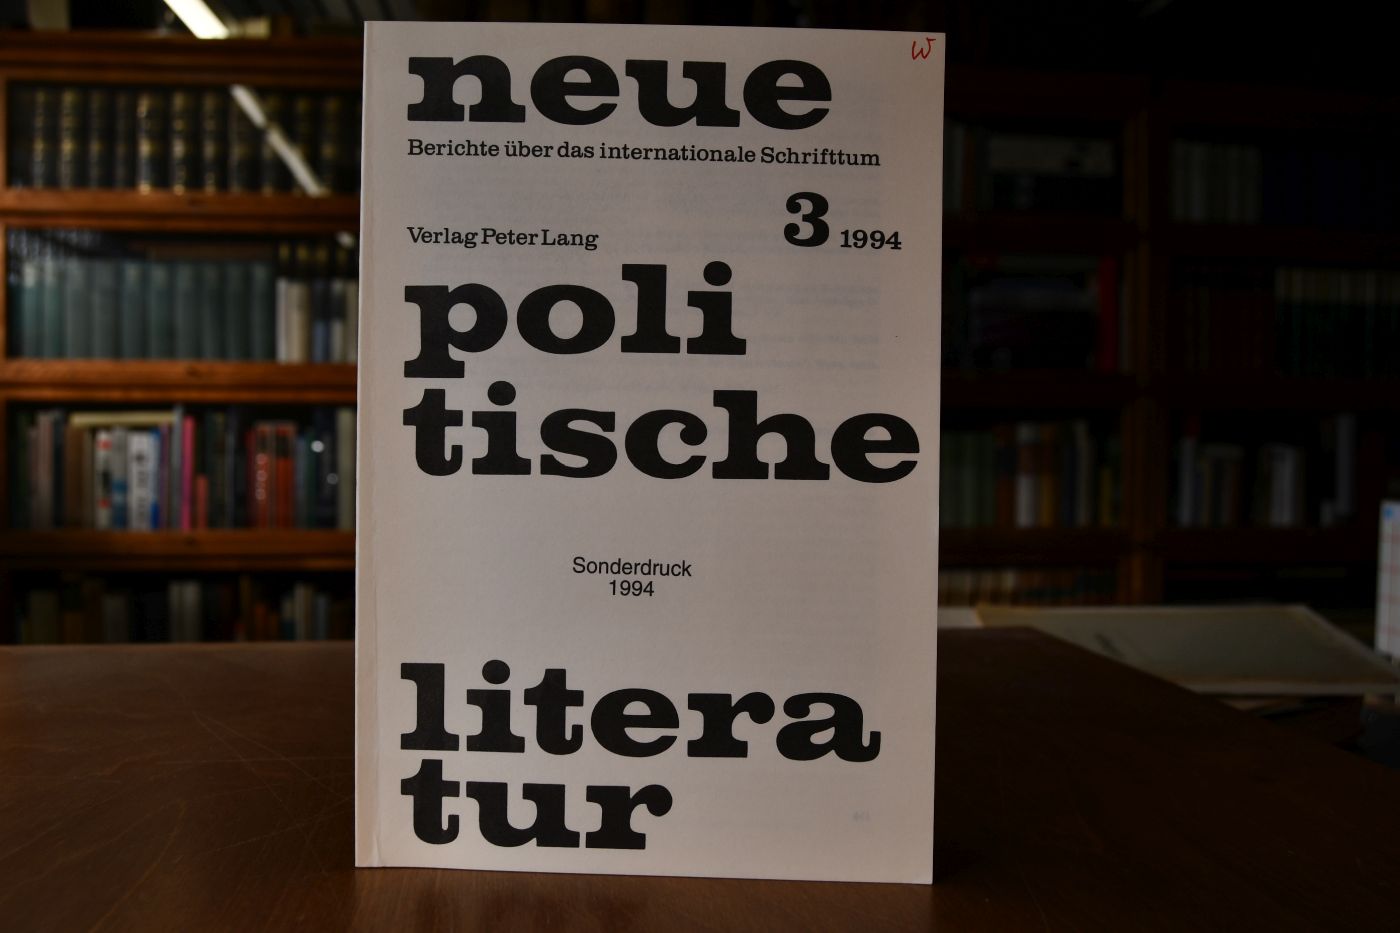 W
neue
Berichte über das internationale Schrifttum
3 1994
Verlag Peter Lang
poli
tische
Sonderdruck
1994
litera
tur